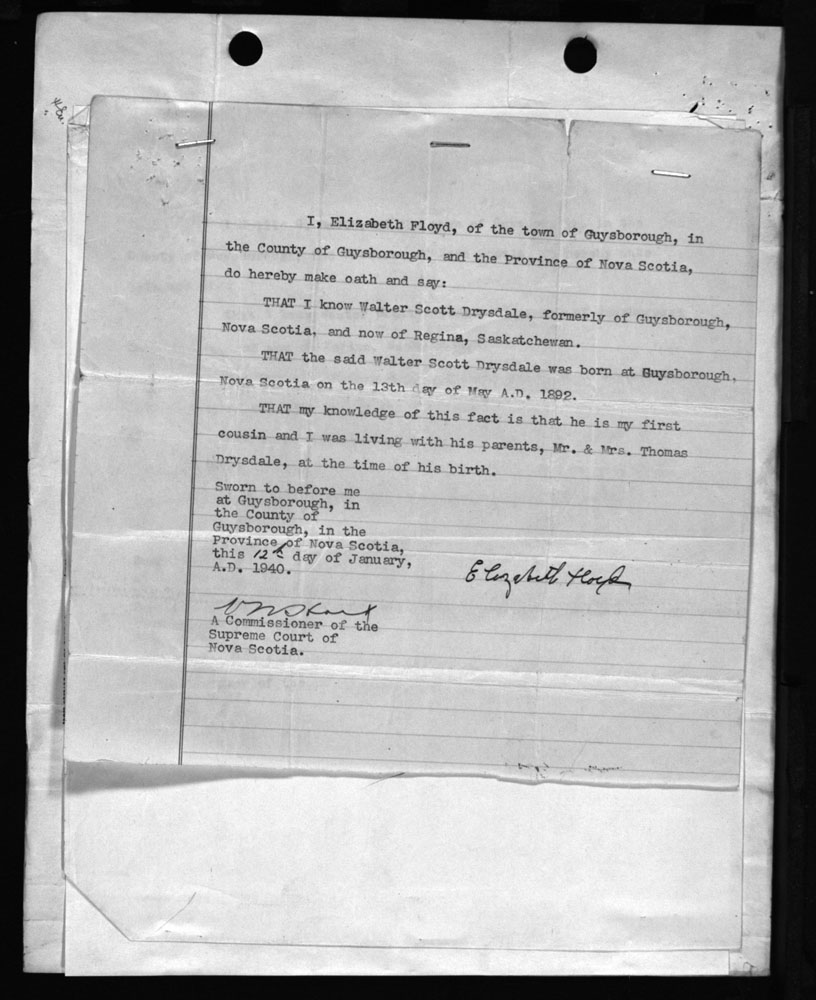 I, Elizabeth Floyd, of the town of Guysborough, in
the County of Guysborough, and the Province of Nova Scotia,
do hereby make oath and say:
THAT I know Walter Scott Drysdale, formerly of Guysborough,
Nova Scotia, and now of Regina, Saskatchewan.
THAT the said Walter Scott Drysdale was born at Guysborough,
Nova Scotia on the 13th day of May A.D. 1892.
THAT my knowledge of this fact is that he is my first
cousin and I was living with his parents, Mr. & Mrs. Thomas
Drysdale, at the time of his birth.
Sworn to before me
at Guysborough, in
the County of
Guysborough, in the
Province of Nova Scotia,
this 12th day of January,
A.D. 1940.
Elizabeth Floyd
A Commissioner of the
Supreme Court of
Nova Scotia.